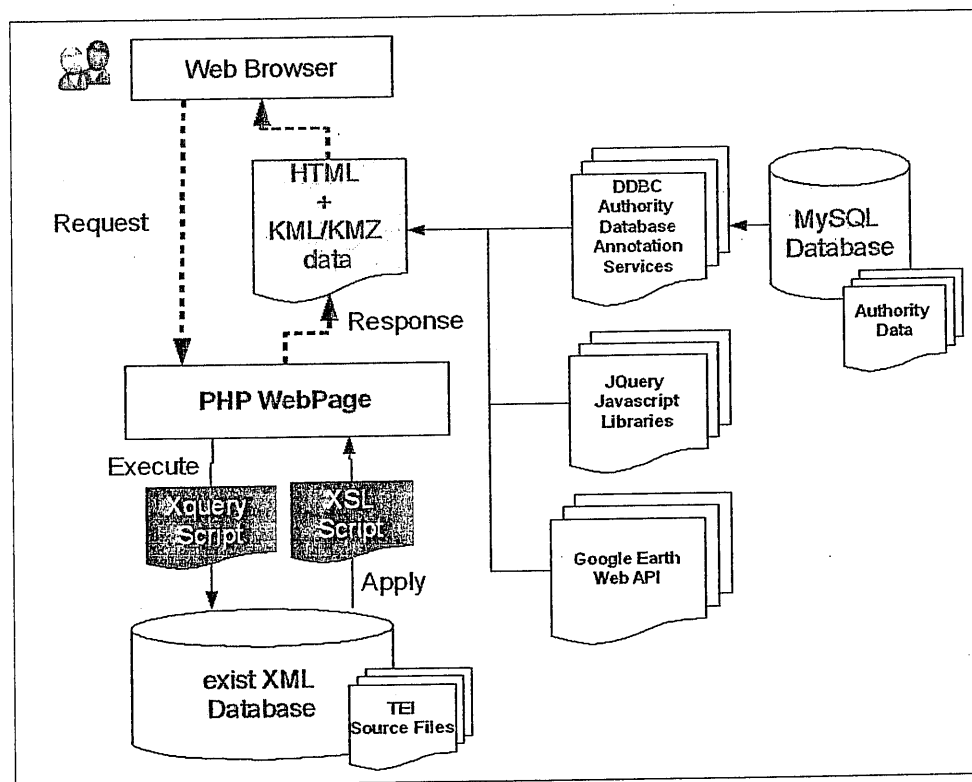 Web Browser
Request
HTML
+
KML/KMZ
data
Response
PHP WebPage
Execute
Xquery
Script
XSL
Script
Apply
exist XML
Database
TEI
Source Files
DDBC
Authority
Database
Annotation
Services
MySQL
Database
Authority
Data
JQuery
Javascript
Libraries
Google Earth
Web API